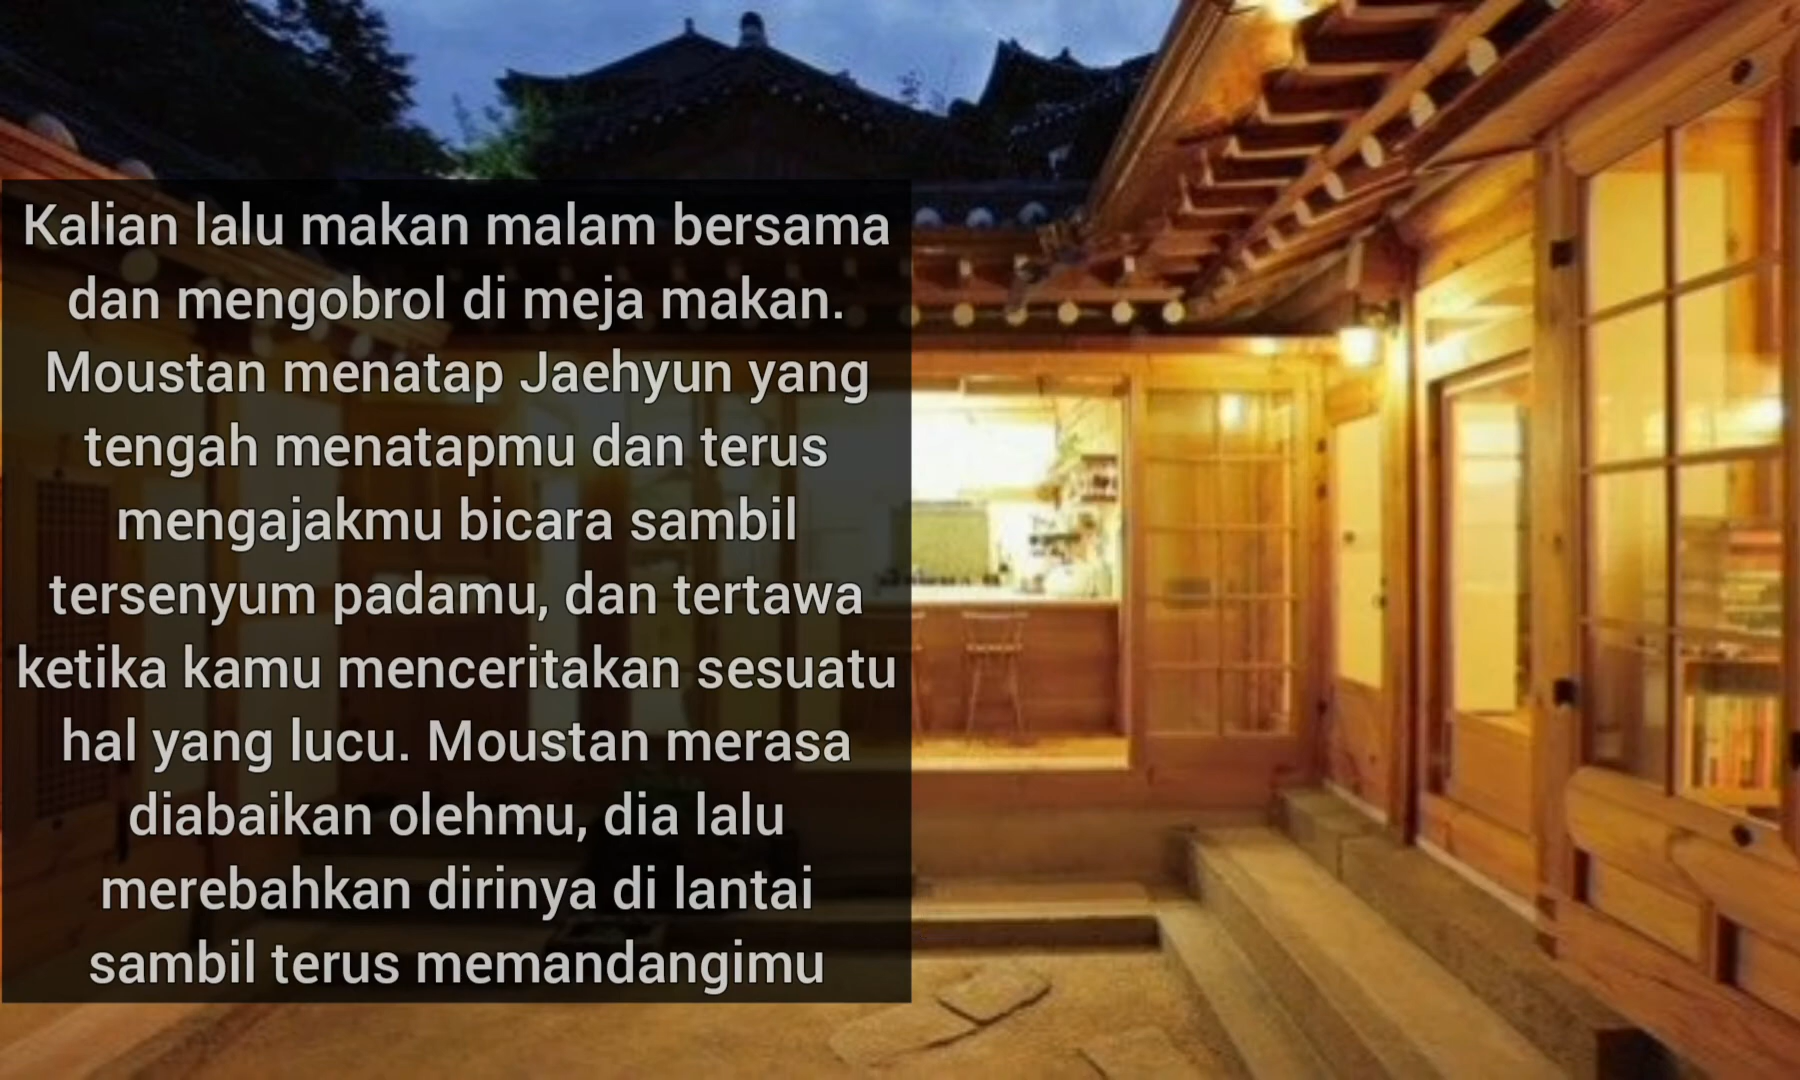 Kalian lalu makan malam bersama
dan mengobrol di meja makan.
Moustan menatap Jaehyun yang
tengah menatapmu dan terus
mengajakmu bicara sambil
tersenyum padamu, dan tertawa
ketika kamu menceritakan sesuatu
hal yang lucu. Moustan merasa
diabaikan olehmu, dia lalu
merebahkan dirinya di lantai
sambil terus memandangimu